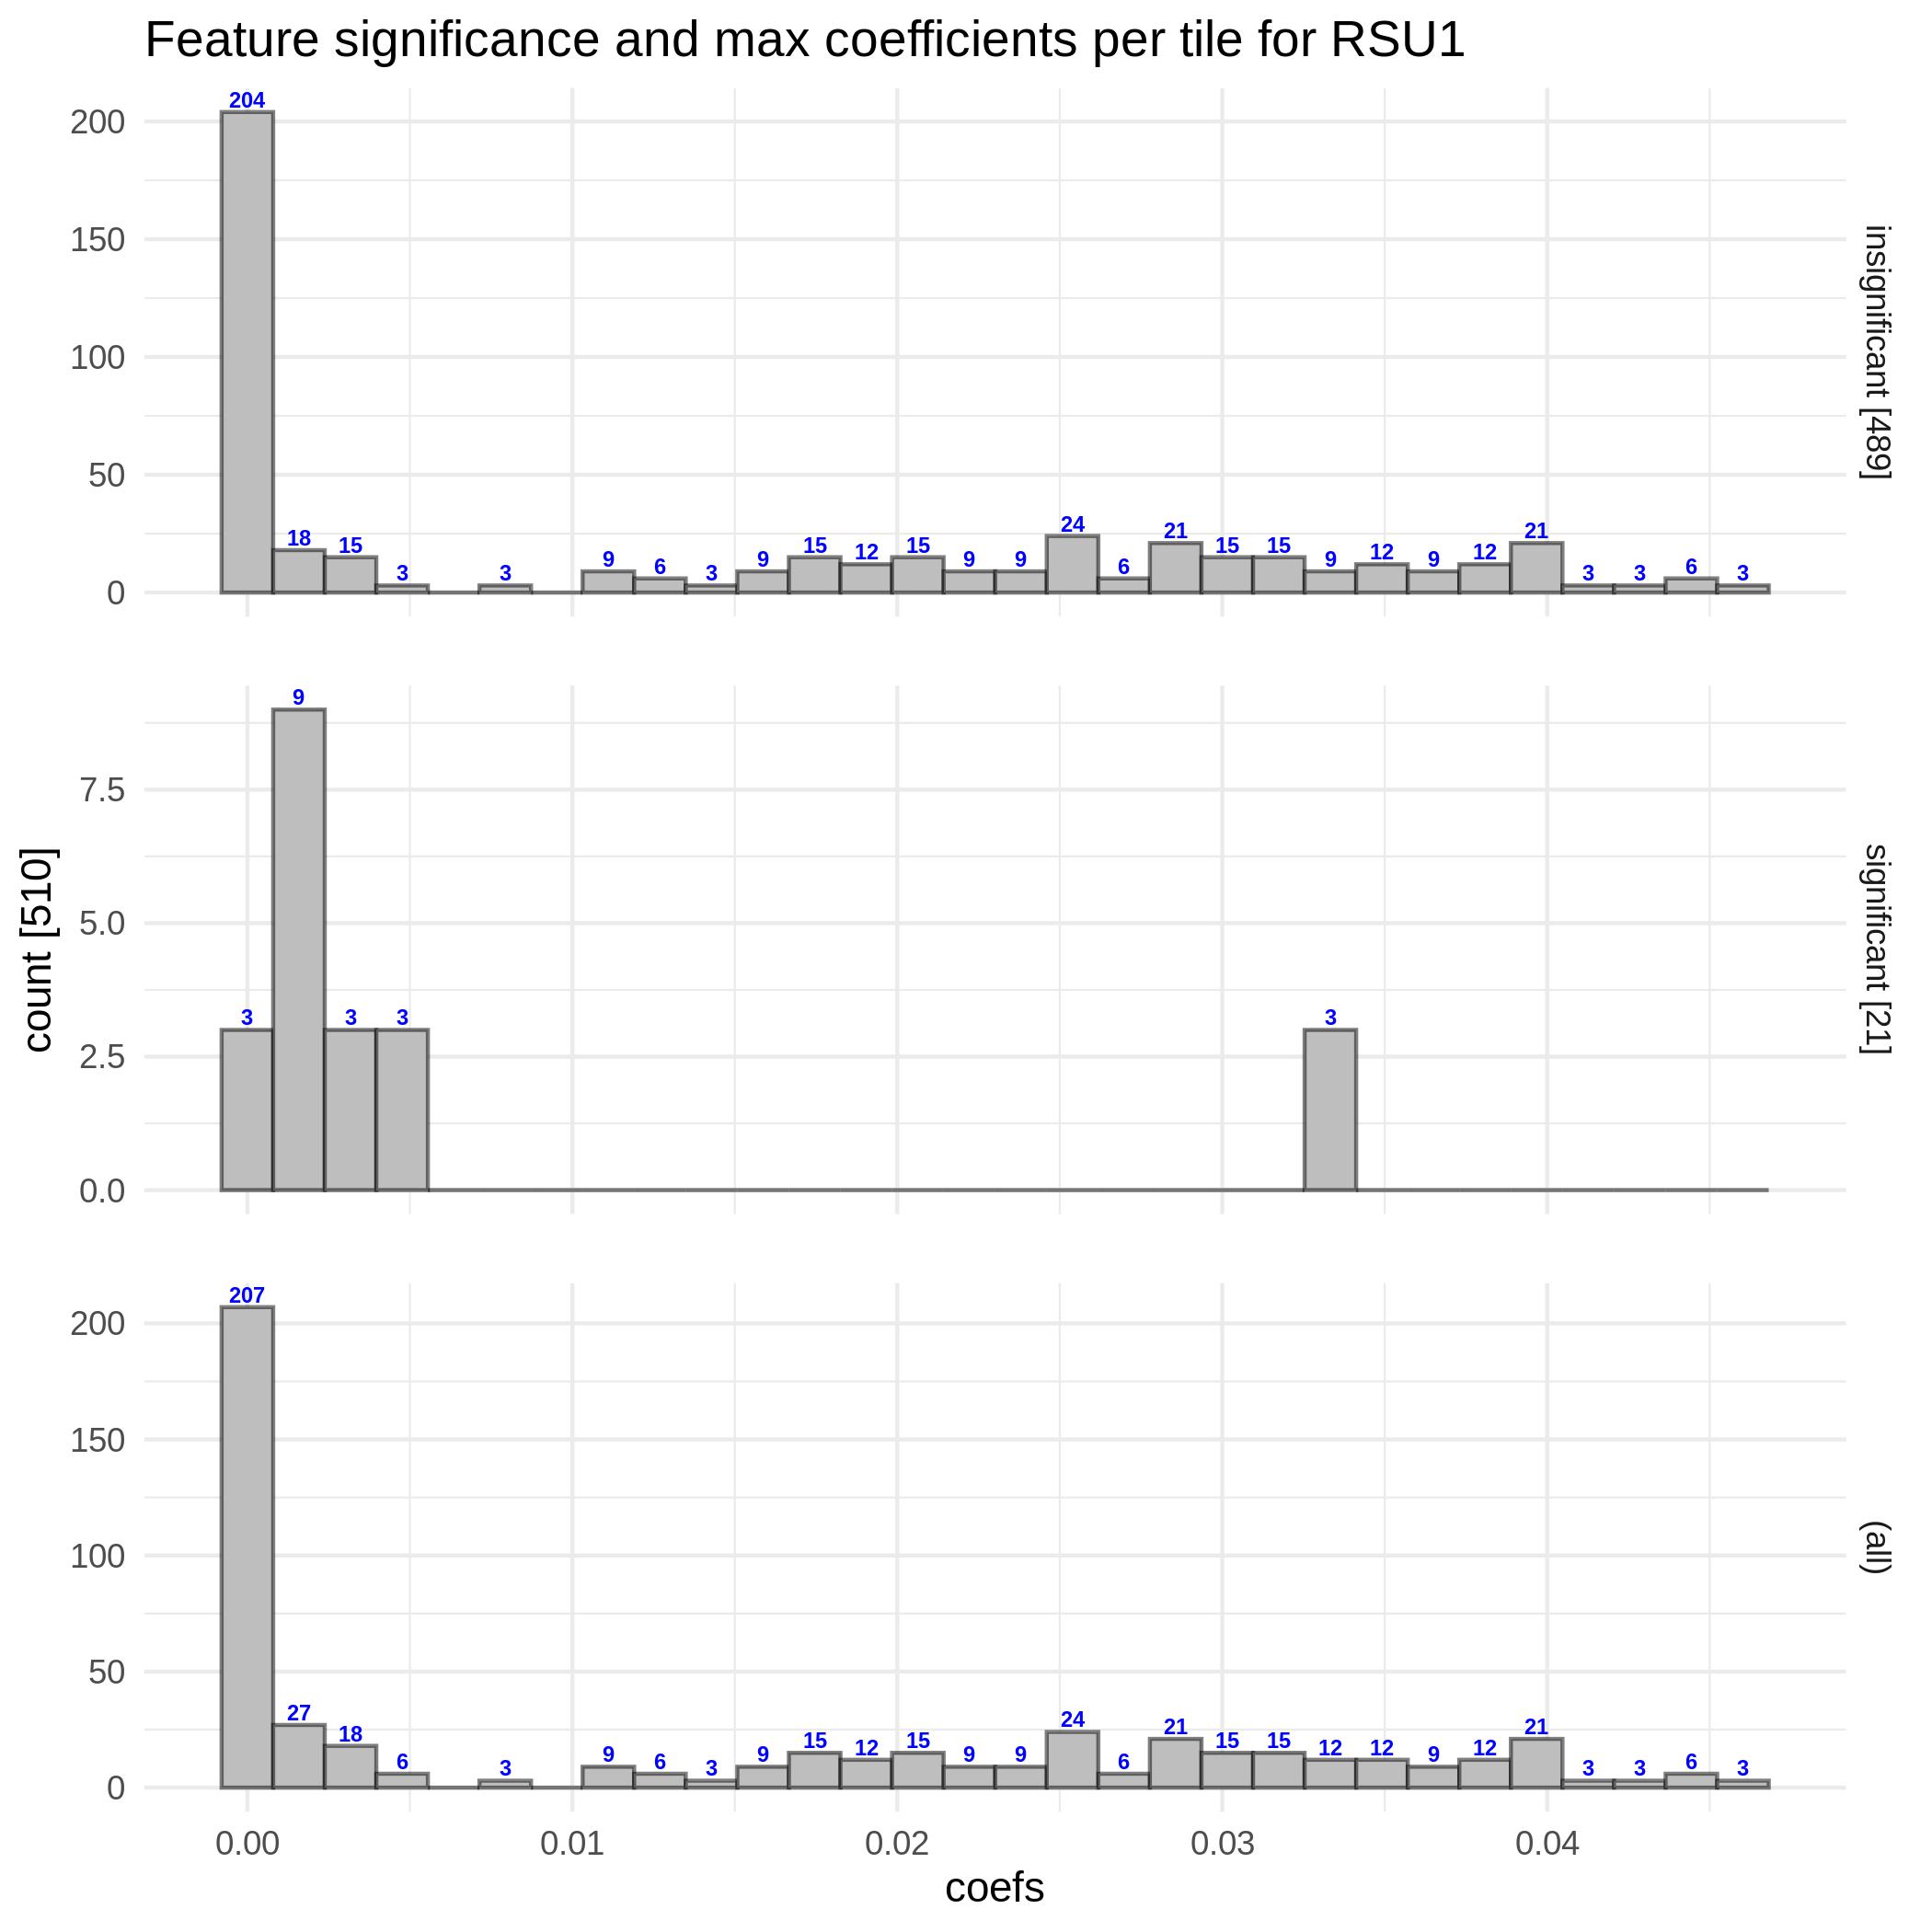 Feature significance and max coefficients per tile for RSU1
204
200
150
100
50
0
18 15 3 3 9 6 3 9 15 12 15 9 9 24 6 21 15 15 9 12 9 12 21 3 3 6 3
insignificant [489]
count [510]
9
7.5
5.0
2.5
0.0
3 3 3 3
significant [21]
207
200
150
100
50
0
27 18 6 3 9 6 3 9 15 12 15 9 9 24 6 21 15 15 12 12 9 12 21 3 3 6 3
(all)
0.00 0.01 0.02 0.03 0.04
coefs